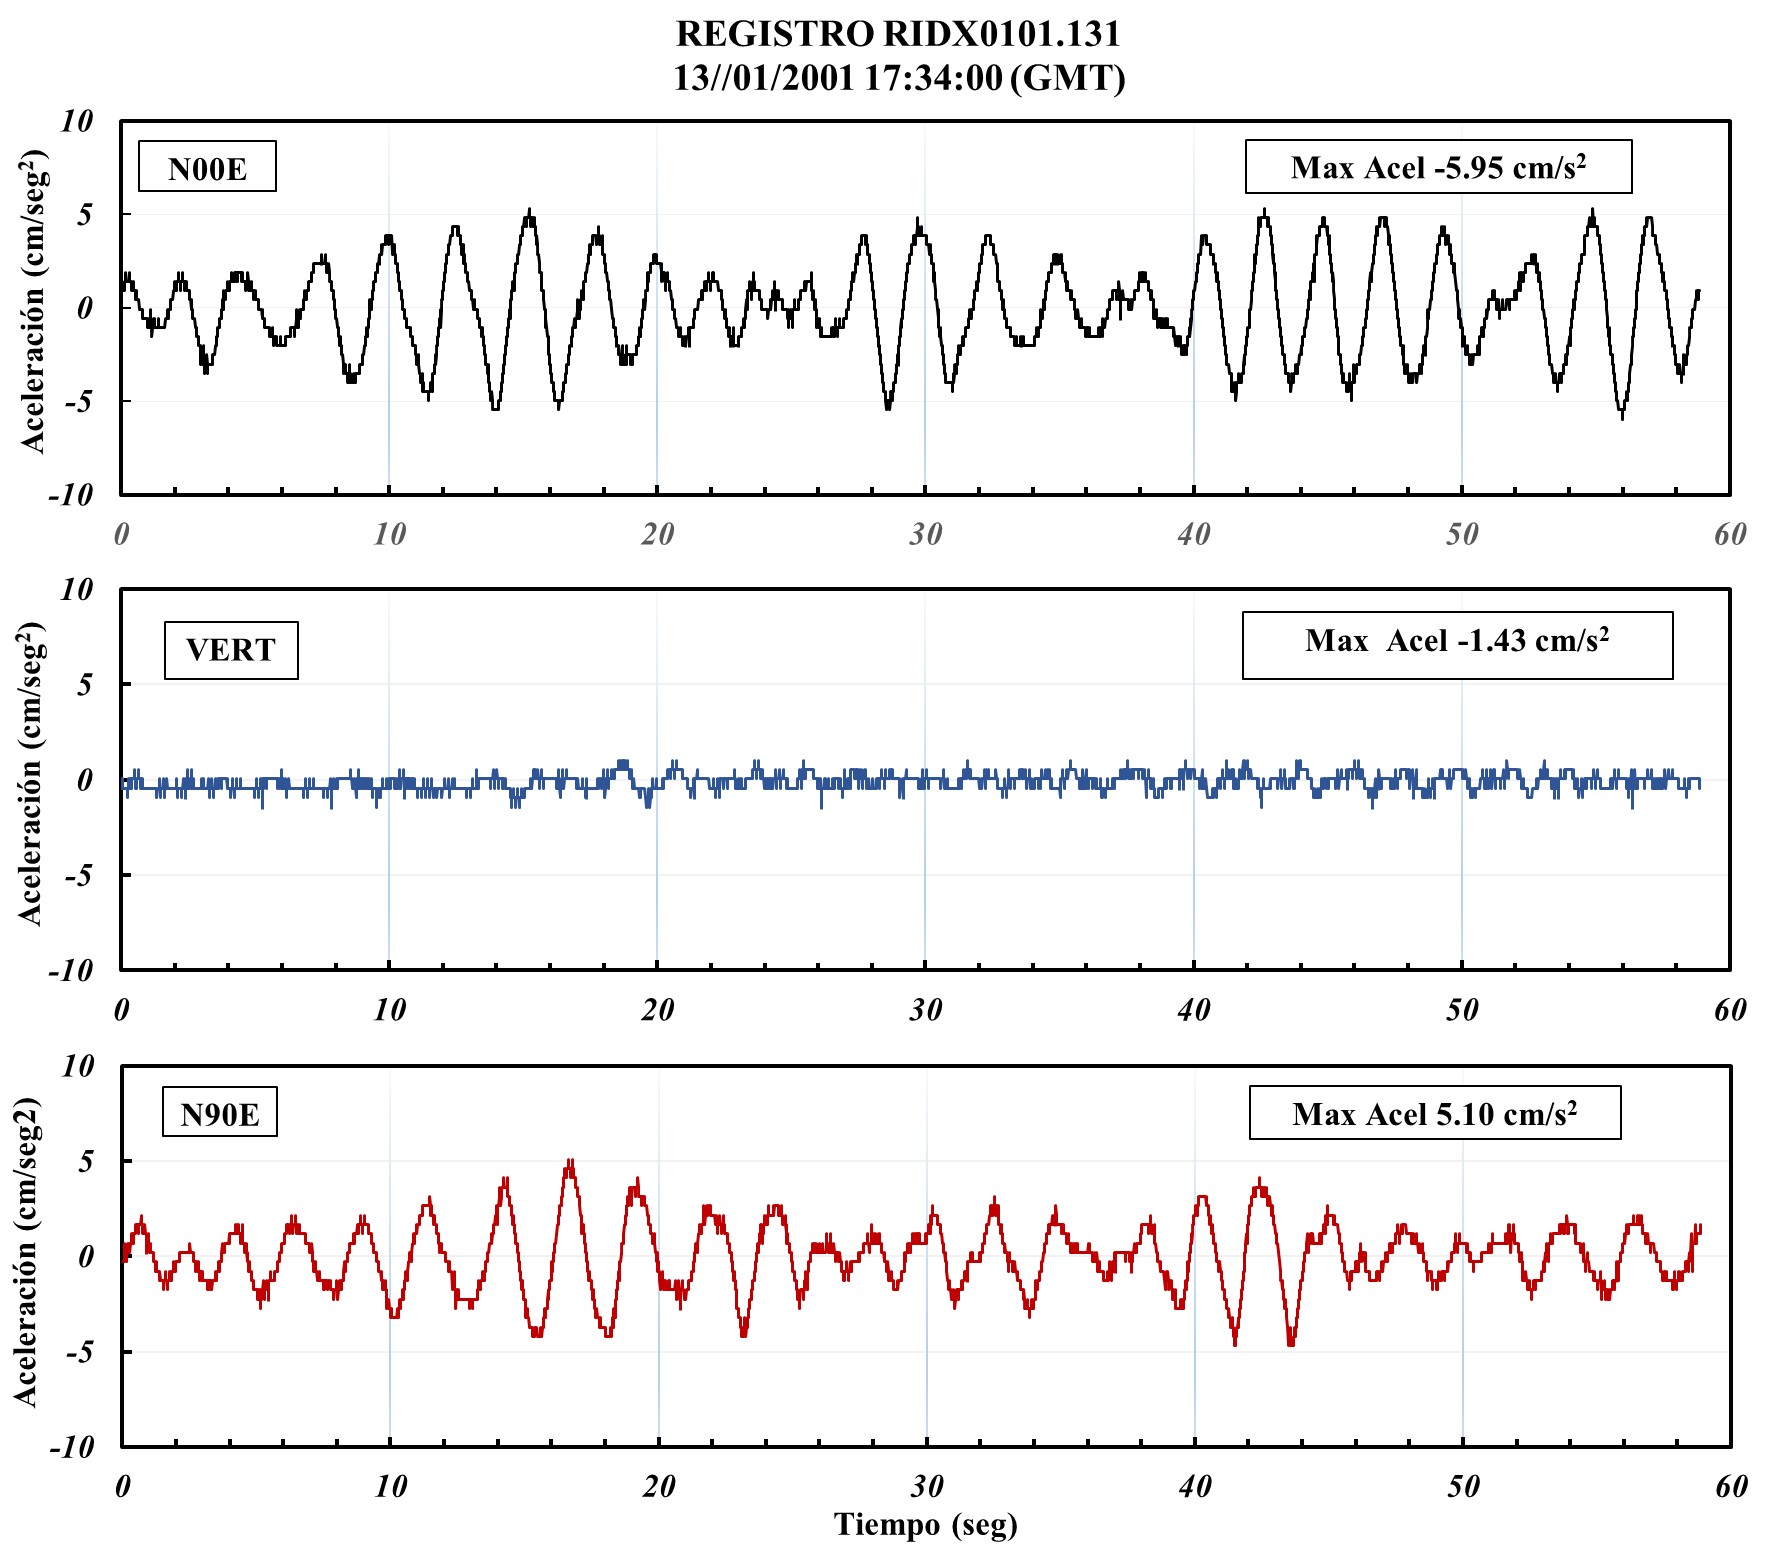 REGISTRO RIDX0101.131
13//01/2001 17:34:00 (GMT)
Aceleración (cm/seg²)
10
5
0
-5
-10
N00E
Max Acel -5.95 cm/s²
0 10 20 30 40 50 60
Aceleración (cm/seg²)
10
5
0
-5
-10
VERT
Max Acel -1.43 cm/s²
0 10 20 30 40 50 60
Aceleración (cm/seg2)
10
5
0
-5
-10
N90E
Max Acel 5.10 cm/s²
0 10 20 30 40 50 60
Tiempo (seg)